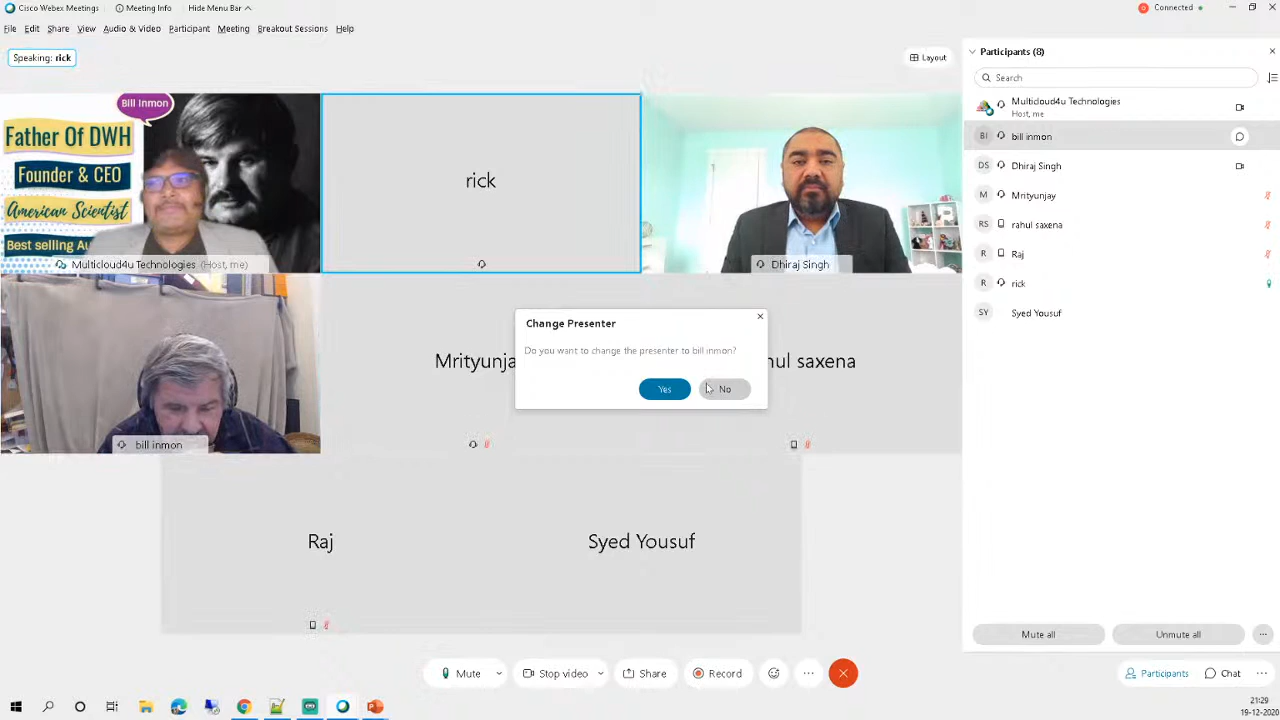 Cisco Webex Meetings
Meeting Info
Hide Menu Bar
Connected
File Edit Share View Audio & Video Participant Meeting Breakout Sessions Help
Speaking: rick
Layout
Bill Inmon
Father Of DWH
Founder & CEO
American Scientist
Best selling Au
Multicloud4u Technologies (Host, me)
rick
Dhiraj Singh
bill inmon
Mrityunja
hul saxena
Raj
Syed Yousuf
Change Presenter
Do you want to change the presenter to bill inmon?
Yes
No
Participants (8)
Search
Multicloud4u Technologies
Host, me
BI bill inmon
DS Dhiraj Singh
M Mrityunjay
RS rahul saxena
R Raj
R rick
SY Syed Yousuf
Mute all
Unmute all
Mute
Stop video
Share
Record
Participants
Chat
21:29
19-12-2020